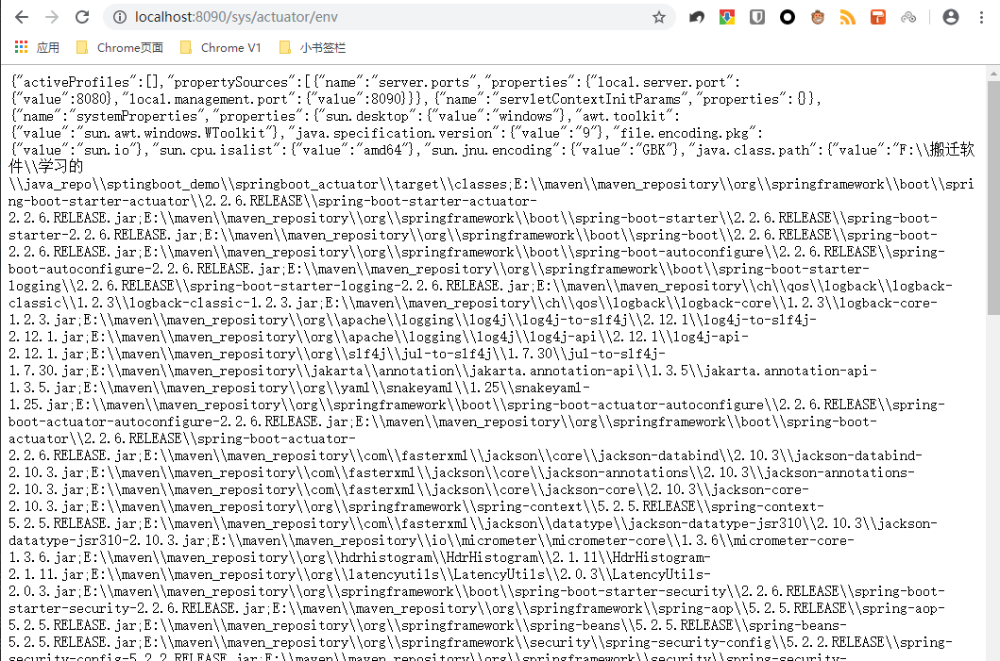 localhost:8090/sys/actuator/env
应用 Chrome页面 Chrome V1 小书签栏
{"activeProfiles":[],"propertySources":[{"name":"server.ports","properties":{"local.server.port":
{"value":8080},"local.management.port":{"value":8090}}},{"name":"servletContextInitParams","properties":{}},
{"name":"systemProperties","properties":{"sun.desktop":{"value":"windows"},"awt.toolkit":
{"value":"sun.awt.windows.WToolkit"},"java.specification.version":{"value":"9"},"file.encoding.pkg":
{"value":"sun.io"},"sun.cpu.isalist":{"value":"amd64"},"sun.jnu.encoding":{"value":"GBK"},"java.class.path":{"value":"F:\\搬迁软
件\\学习的
\\java_repo\\sptingboot_demo\\springboot_actuator\\target\\classes;E:\\maven\\maven_repository\\org\\springframework\\boot\\spri
ng-boot-starter-actuator\\2.2.6.RELEASE\\spring-boot-starter-actuator-
2.2.6.RELEASE.jar;E:\\maven\\maven_repository\\org\\springframework\\boot\\spring-boot-starter\\2.2.6.RELEASE\\spring-boot-
starter-2.2.6.RELEASE.jar;E:\\maven\\maven_repository\\org\\springframework\\boot\\spring-boot\\2.2.6.RELEASE\\spring-boot-
2.2.6.RELEASE.jar;E:\\maven\\maven_repository\\org\\springframework\\boot\\spring-boot-autoconfigure\\2.2.6.RELEASE\\spring-
boot-autoconfigure-2.2.6.RELEASE.jar;E:\\maven\\maven_repository\\org\\springframework\\boot\\spring-boot-starter-
logging\\2.2.6.RELEASE\\spring-boot-starter-logging-2.2.6.RELEASE.jar;E:\\maven\\maven_repository\\ch\\qos\\logback\\logback-
classic\\1.2.3\\logback-classic-1.2.3.jar;E:\\maven\\maven_repository\\ch\\qos\\logback\\logback-core\\1.2.3\\logback-core-
1.2.3.jar;E:\\maven\\maven_repository\\org\\apache\\logging\\log4j\\log4j-to-slf4j\\2.12.1\\log4j-to-slf4j-
2.12.1.jar;E:\\maven\\maven_repository\\org\\apache\\logging\\log4j\\log4j-api\\2.12.1\\log4j-api-
2.12.1.jar;E:\\maven\\maven_repository\\org\\slf4j\\jul-to-slf4j\\1.7.30\\jul-to-slf4j-
1.7.30.jar;E:\\maven\\maven_repository\\jakarta\\annotation\\jakarta.annotation-api\\1.3.5\\jakarta.annotation-api-
1.3.5.jar;E:\\maven\\maven_repository\\org\\yaml\\snakeyaml\\1.25\\snakeyaml-
1.25.jar;E:\\maven\\maven_repository\\org\\springframework\\boot\\spring-boot-actuator-autoconfigure\\2.2.6.RELEASE\\spring-
boot-actuator-autoconfigure-2.2.6.RELEASE.jar;E:\\maven\\maven_repository\\org\\springframework\\boot\\spring-boot-
actuator\\2.2.6.RELEASE\\spring-boot-actuator-
2.2.6.RELEASE.jar;E:\\maven\\maven_repository\\com\\fasterxml\\jackson\\core\\jackson-databind\\2.10.3\\jackson-databind-
2.10.3.jar;E:\\maven\\maven_repository\\com\\fasterxml\\jackson\\core\\jackson-annotations\\2.10.3\\jackson-annotations-
2.10.3.jar;E:\\maven\\maven_repository\\com\\fasterxml\\jackson\\core\\jackson-core\\2.10.3\\jackson-core-
2.10.3.jar;E:\\maven\\maven_repository\\org\\springframework\\spring-context\\5.2.5.RELEASE\\spring-context-
5.2.5.RELEASE.jar;E:\\maven\\maven_repository\\com\\fasterxml\\jackson\\datatype\\jackson-datatype-jsr310\\2.10.3\\jackson-
datatype-jsr310-2.10.3.jar;E:\\maven\\maven_repository\\io\\micrometer\\micrometer-core\\1.3.6\\micrometer-core-
1.3.6.jar;E:\\maven\\maven_repository\\org\\hdrhistogram\\HdrHistogram\\2.1.11\\HdrHistogram-
2.1.11.jar;E:\\maven\\maven_repository\\org\\latencyutils\\LatencyUtils\\2.0.3\\LatencyUtils-
2.0.3.jar;E:\\maven\\maven_repository\\org\\springframework\\boot\\spring-boot-starter-security\\2.2.6.RELEASE\\spring-boot-
starter-security-2.2.6.RELEASE.jar;E:\\maven\\maven_repository\\org\\springframework\\spring-aop\\5.2.5.RELEASE\\spring-aop-
5.2.5.RELEASE.jar;E:\\maven\\maven_repository\\org\\springframework\\spring-beans\\5.2.5.RELEASE\\spring-beans-
5.2.5.RELEASE.jar;E:\\maven\\maven_repository\\org\\springframework\\security\\spring-security-config\\5.2.2.RELEASE\\spring-
security-config-5.2.2.RELEASE.jar;E:\\maven\\maven_repository\\org\\springframework\\security\\spring-security-